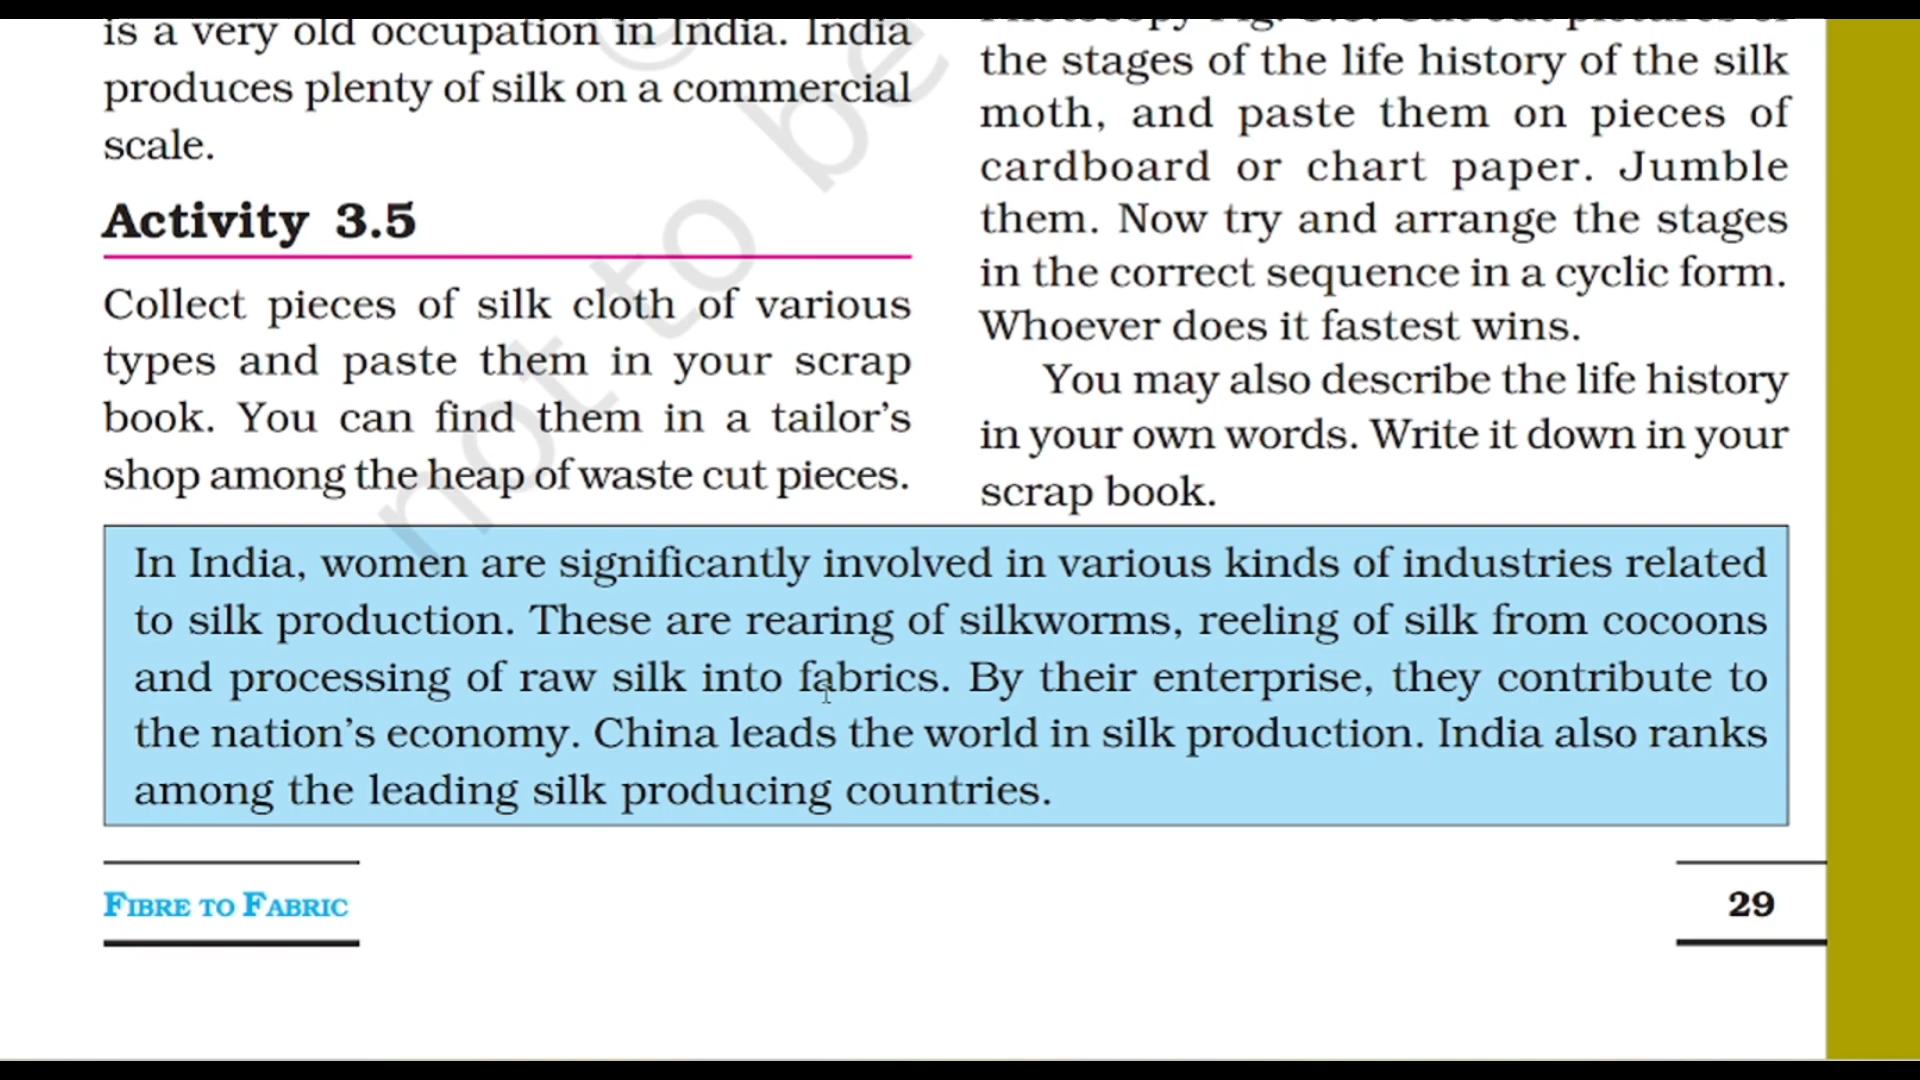 is a very old occupation in India. India
produces plenty of silk on a commercial
scale.
Activity 3.5
Collect pieces of silk cloth of various
types and paste them in your scrap
book. You can find them in a tailor's
shop among the heap of waste cut pieces.
the stages of the life history of the silk
moth, and paste them on pieces of
cardboard or chart paper. Jumble
them. Now try and arrange the stages
in the correct sequence in a cyclic form.
Whoever does it fastest wins.
You may also describe the life history
in your own words. Write it down in your
scrap book.
In India, women are significantly involved in various kinds of industries related
to silk production. These are rearing of silkworms, reeling of silk from cocoons
and processing of raw silk into fabrics. By their enterprise, they contribute to
the nation's economy. China leads the world in silk production. India also ranks
among the leading silk producing countries.
FIBRE TO FABRIC
29
not to be